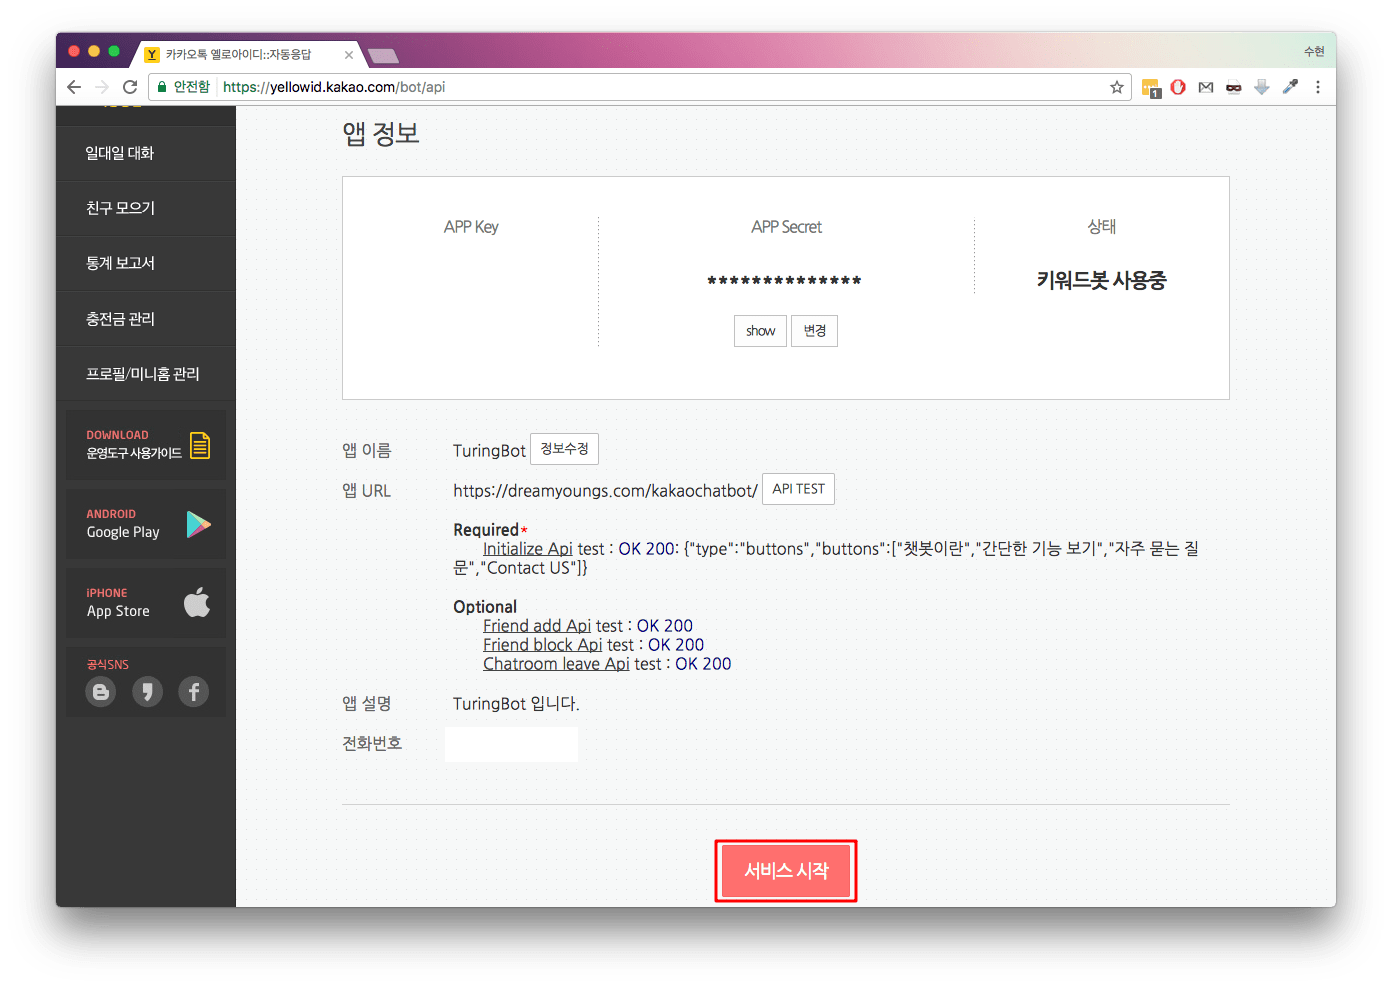 카카오톡 옐로아이디::자동응답
수현
안전함
https://yellowid.kakao.com/bot/api
1
일대일 대화
친구 모으기
통계 보고서
충전금 관리
프로필/미니홈 관리
DOWNLOAD
운영도구 사용가이드
ANDROID
Google Play
iPHONE
App Store
공식SNS
앱 정보
APP Key
APP Secret
상태
**************
키워드봇 사용중
show
변경
앱 이름
TuringBot
정보수정
앱 URL
https://dreamyoungs.com/kakaochatbot/
API TEST
Required*
Initialize Api test : OK 200: {"type":"buttons","buttons":["챗봇이란","간단한 기능 보기","자주 묻는 질
문","Contact US"]}
Optional
Friend add Api test : OK 200
Friend block Api test : OK 200
Chatroom leave Api test : OK 200
앱 설명
TuringBot 입니다.
전화번호
서비스 시작